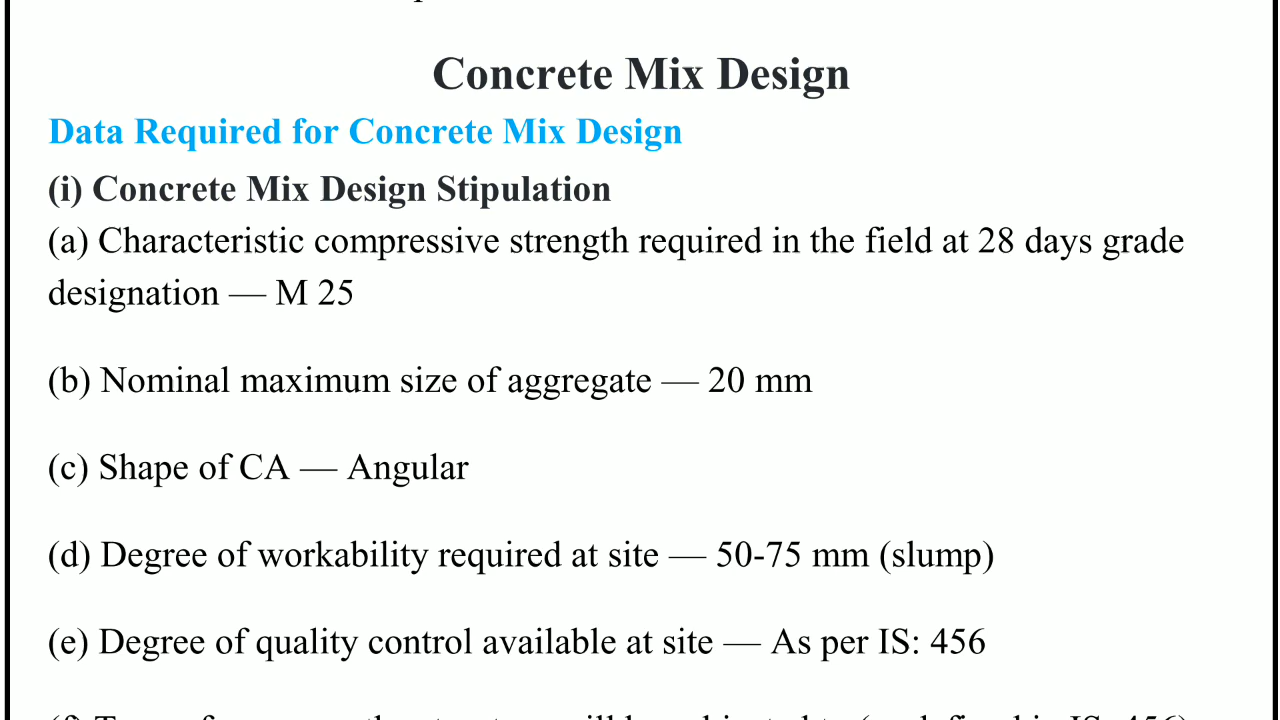 Concrete Mix Design
Data Required for Concrete Mix Design
(i) Concrete Mix Design Stipulation
(a) Characteristic compressive strength required in the field at 28 days grade
designation — M 25
(b) Nominal maximum size of aggregate — 20 mm
(c) Shape of CA — Angular
(d) Degree of workability required at site — 50-75 mm (slump)
(e) Degree of quality control available at site — As per IS: 456